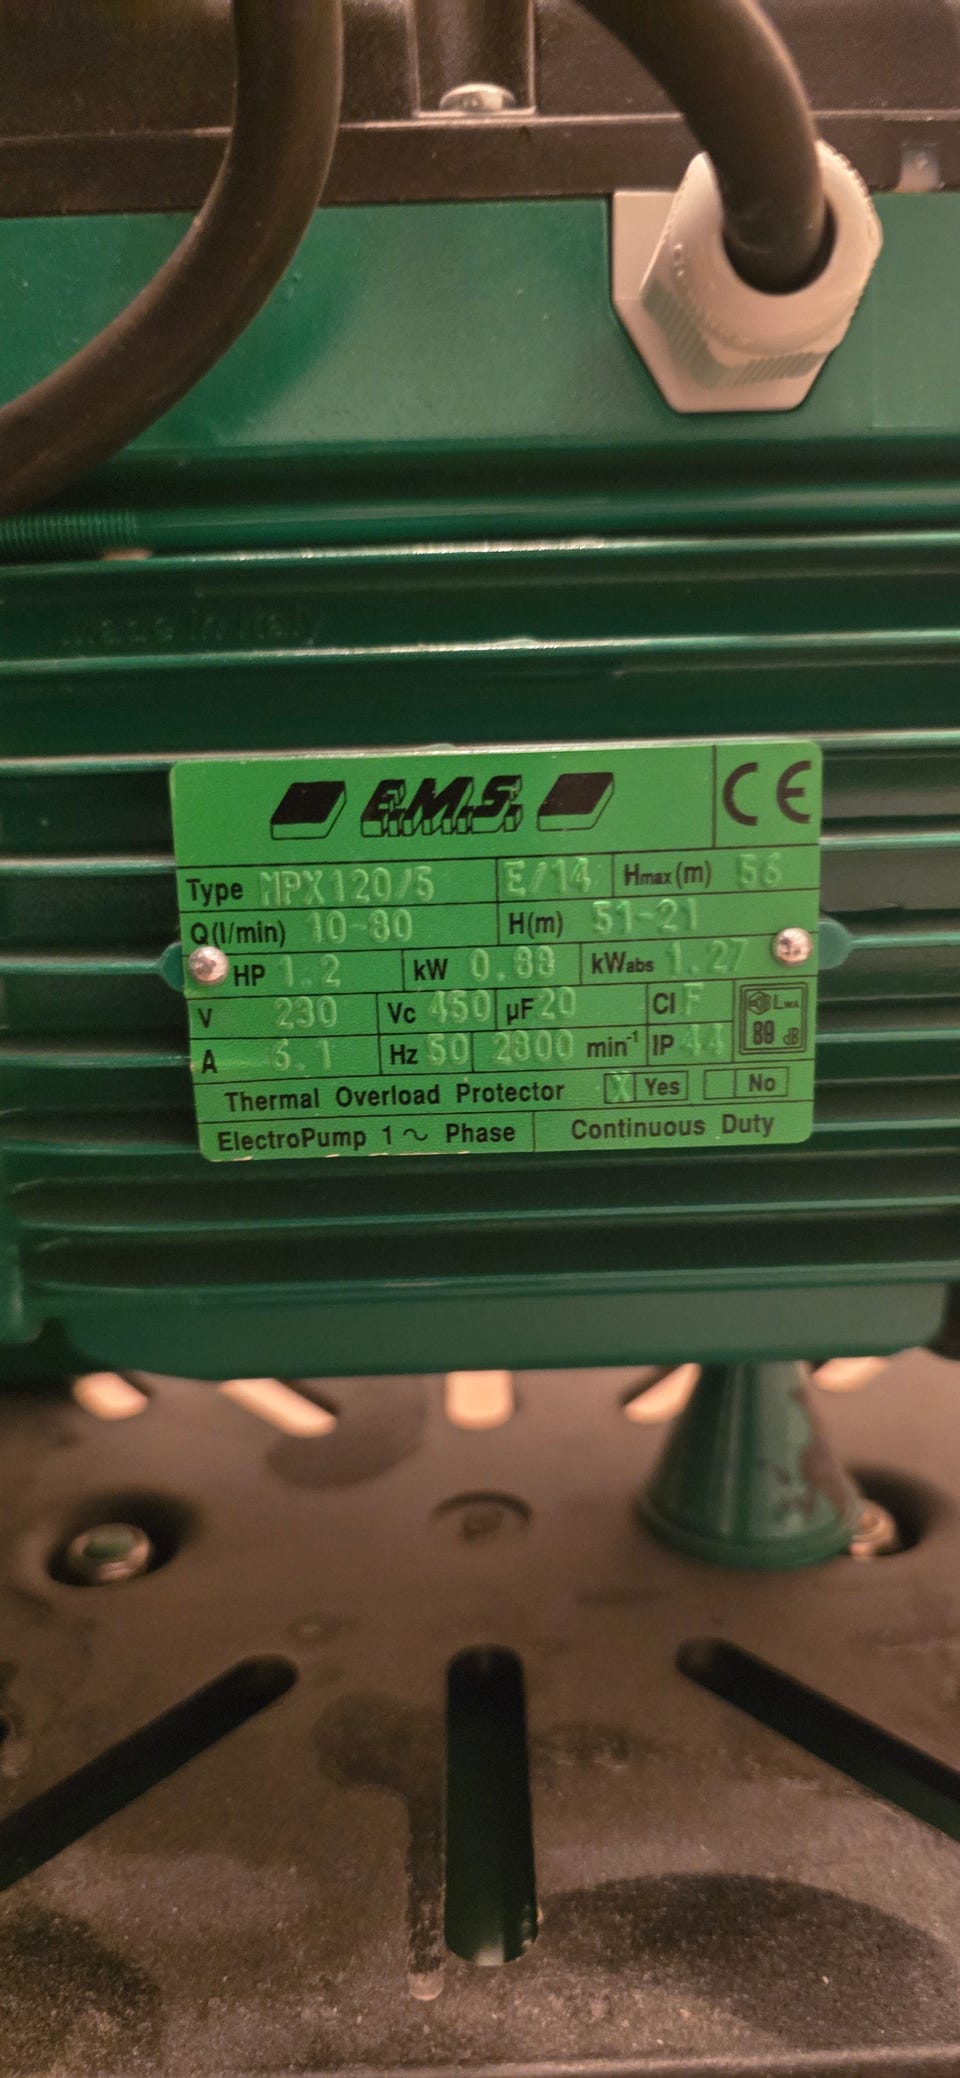 made in Italy
E.M.S. CE
Type MPX120/5 E/14 Hmax(m) 56
Q(l/min) 10-80 H(m) 51-21
HP 1.2 kW 0.88 kWabs 1.27
V 230 Vc 450 µF 20 Cl F LWA
A 6.1 Hz 50 2800 min-1 IP 44 89 dB
Thermal Overload Protector X Yes No
ElectroPump 1~ Phase Continuous Duty